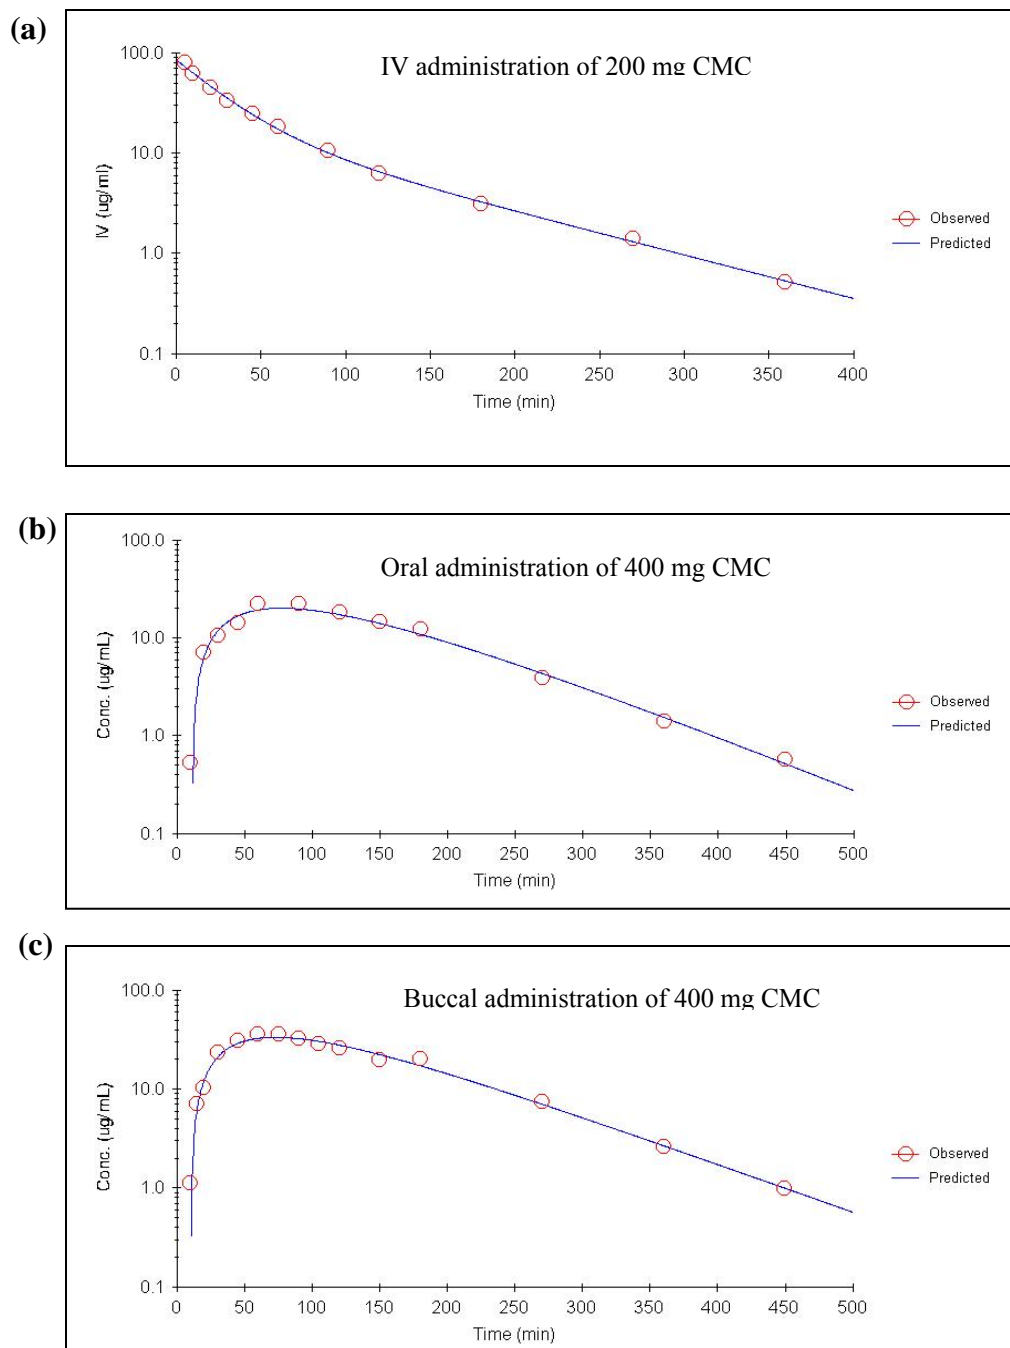 (a)
IV administration of 200 mg CMC
100.0
10.0
1.0
0.1
IV (ug/ml)
0 50 100 150 200 250 300 350 400
Time (min)
Observed
Predicted
(b)
Oral administration of 400 mg CMC
100.0
10.0
1.0
0.1
Conc. (ug/mL)
0 50 100 150 200 250 300 350 400 450 500
Time (min)
Observed
Predicted
(c)
Buccal administration of 400 mg CMC
100.0
10.0
1.0
0.1
Conc. (ug/mL)
0 50 100 150 200 250 300 350 400 450 500
Time (min)
Observed
Predicted